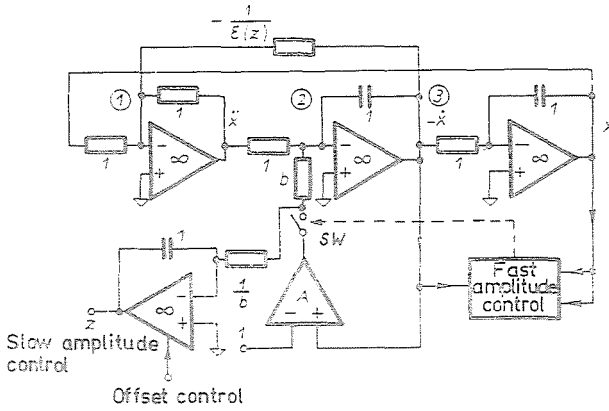 - 1/E(z)
① ② ③
1
ẍ
1
-ẋ
1
x
1
∞
1
∞
1
∞
- + - + - +
b
SW
1
1/b
∞
- +
A
- +
z
1
Fast
amplitude
control
Slow amplitude
control
Offset control